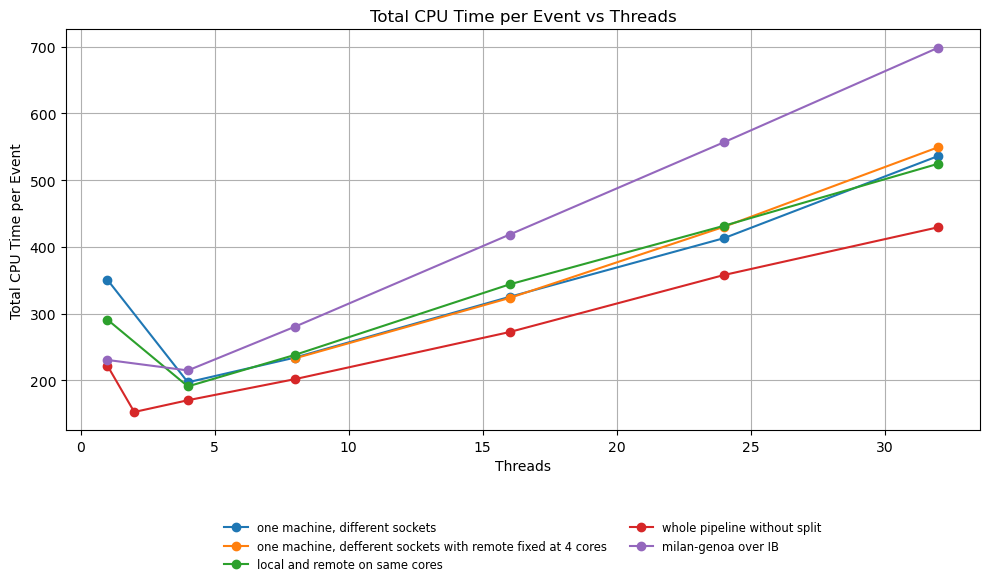 Total CPU Time per Event vs Threads
Total CPU Time per Event
700
600
500
400
300
200
0 5 10 15 20 25 30
Threads
one machine, different sockets
one machine, defferent sockets with remote fixed at 4 cores
local and remote on same cores
whole pipeline without split
milan-genoa over IB